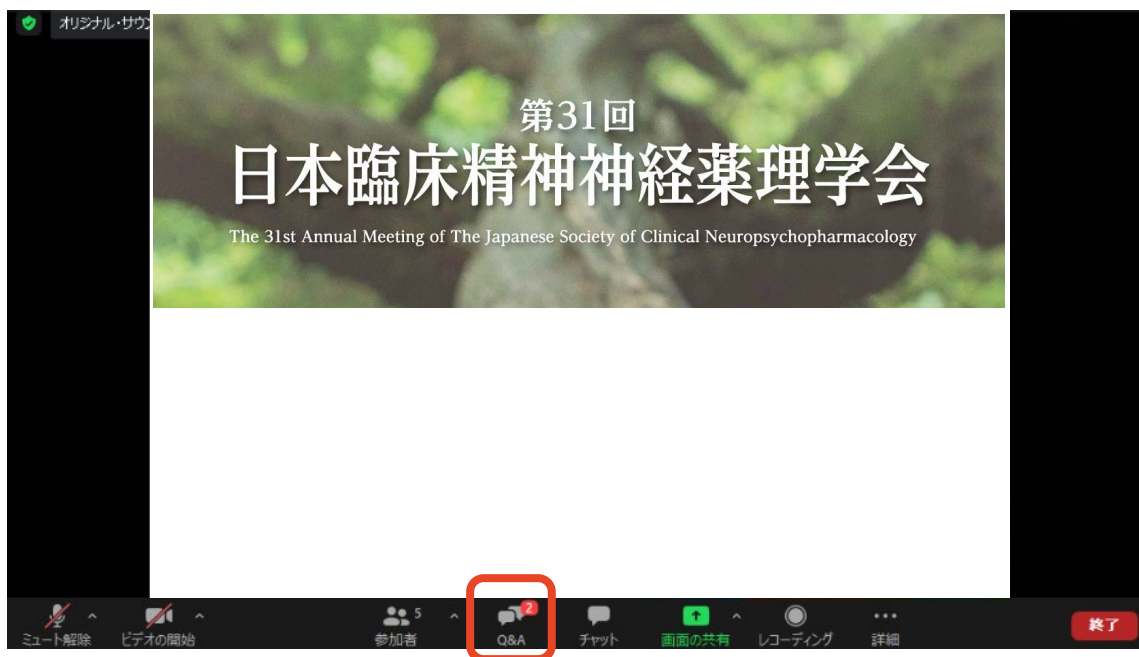 オリジナル・サウン
第31回
日本臨床精神神経薬理学会
The 31st Annual Meeting of The Japanese Society of Clinical Neuropsychopharmacology
5
2
ミュート解除 ビデオの開始 参加者 Q&A チャット 画面の共有 レコーディング 詳細 終了